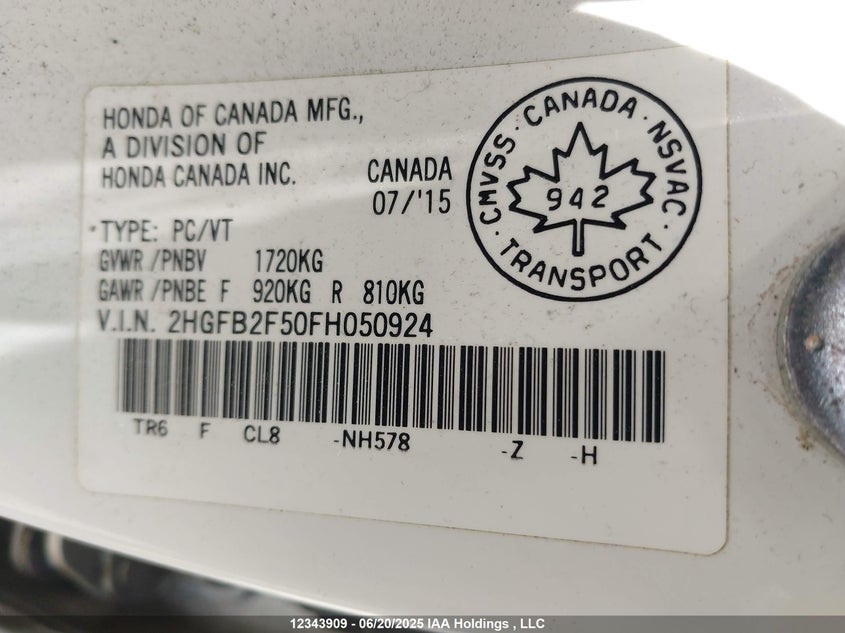 HONDA OF CANADA MFG.,
A DIVISION OF
HONDA CANADA INC.
CANADA
07/'15
CMVSS · CANADA · NSVAC · TRANSPORT ·
942
*TYPE: PC/VT
GVWR/PNBV 1720KG
GAWR/PNBE F 920KG R 810KG
V.I.N. 2HGFB2F50FH050924
TR6 F CL8 -NH578 -Z -H
12343909 - 06/20/2025 IAA Holdings , LLC